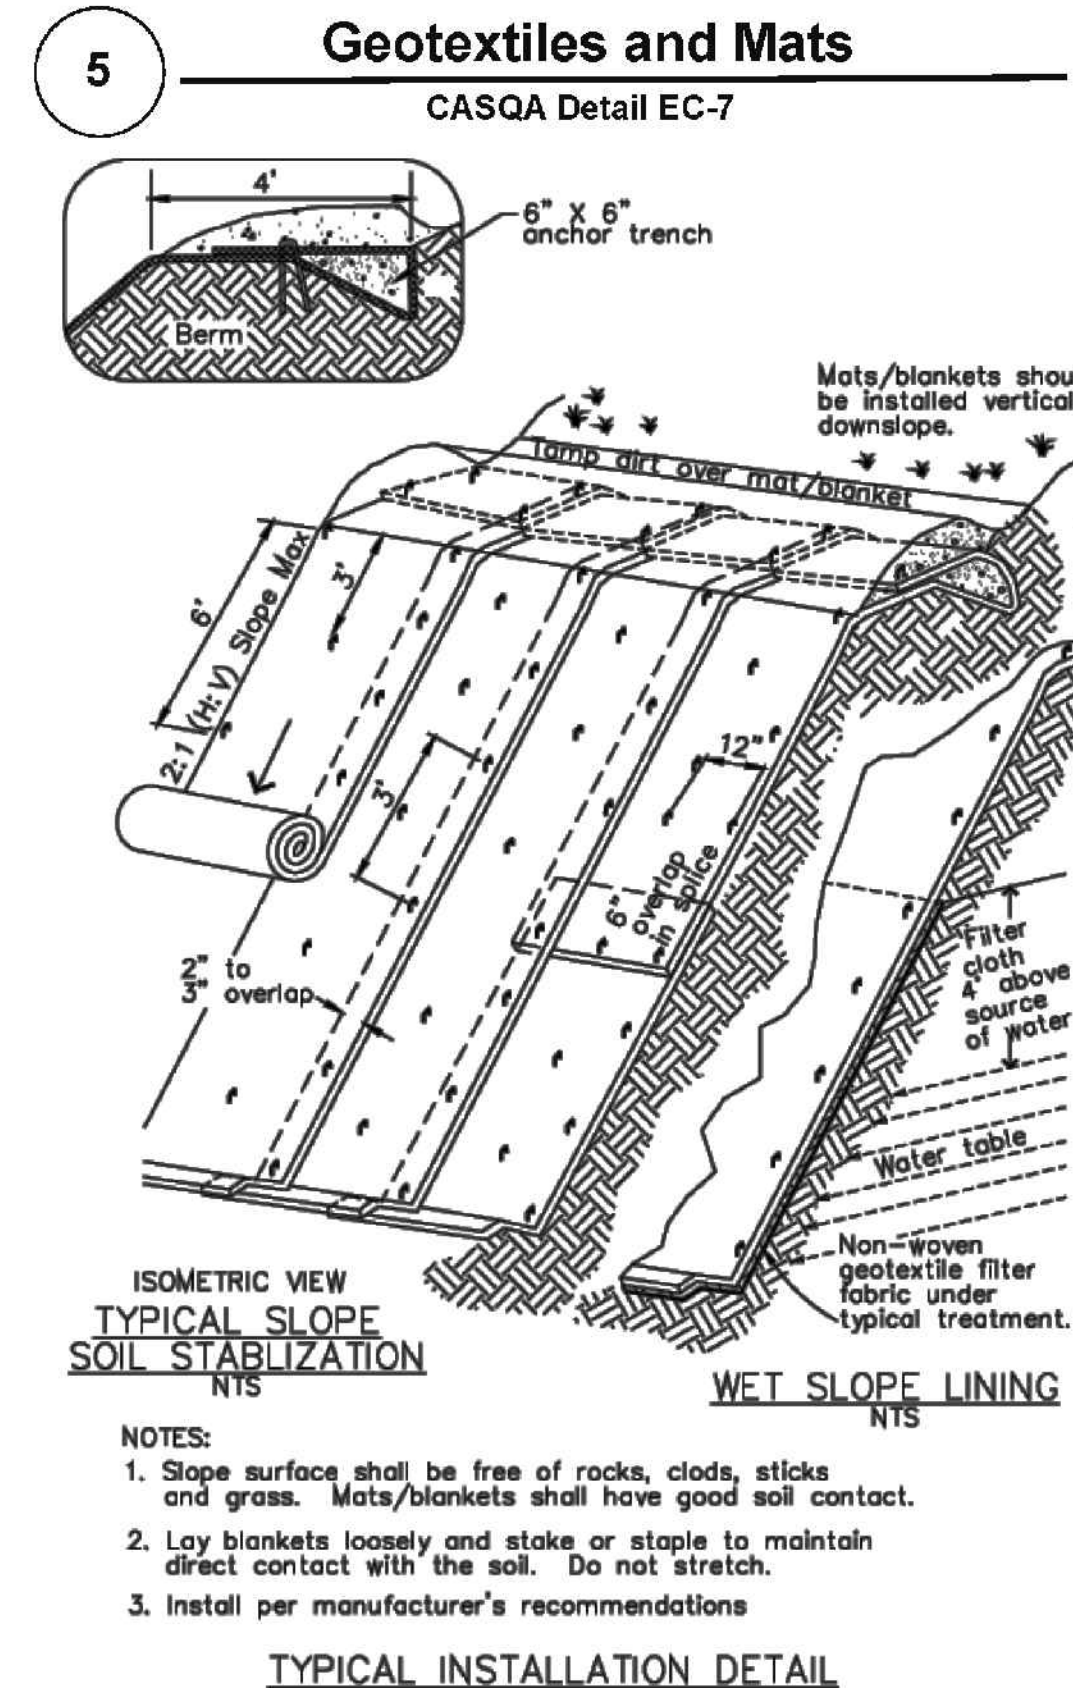 5
Geotextiles and Mats
CASQA Detail EC-7
4'
6" X 6"
anchor trench
Berm
Mats/blankets shou
be installed vertical
downslope.
Tamp dirt over mat/blanket
6'
2:1 (H:V) Slope Max
3'
12"
3'
6"
overlap
in splice
2" to
3" overlap
Filter
cloth
4' above
source
of water
Water table
Non-woven
geotextile filter
fabric under
typical treatment.
ISOMETRIC VIEW
TYPICAL SLOPE
SOIL STABLIZATION
NTS
WET SLOPE LINING
NTS
NOTES:
1. Slope surface shall be free of rocks, clods, sticks
and grass. Mats/blankets shall have good soil contact.
2. Lay blankets loosely and stake or staple to maintain
direct contact with the soil. Do not stretch.
3. Install per manufacturer's recommendations
TYPICAL INSTALLATION DETAIL